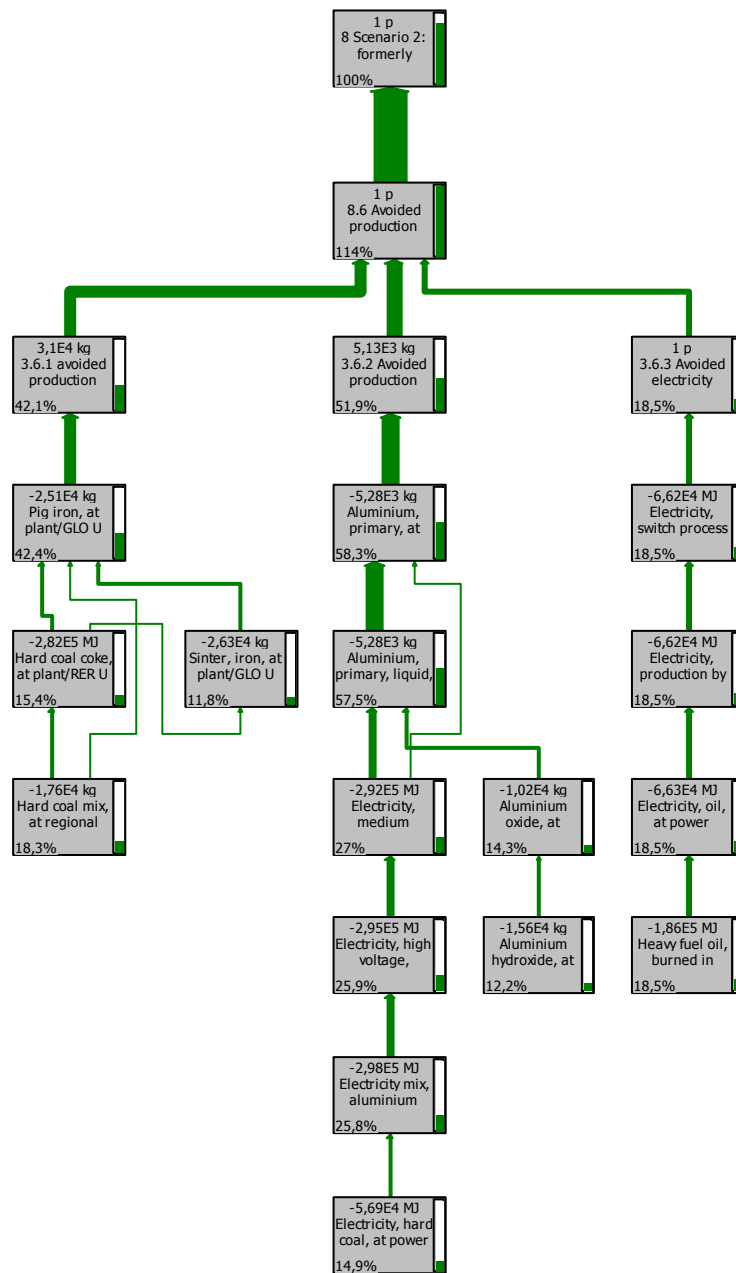 1 p
8 Scenario 2:
formerly
100%
1 p
8.6 Avoided
production
114%
3,1E4 kg
3.6.1 avoided
production
42,1%
5,13E3 kg
3.6.2 Avoided
production
51,9%
1 p
3.6.3 Avoided
electricity
18,5%
-2,51E4 kg
Pig iron, at
plant/GLO U
42,4%
-5,28E3 kg
Aluminium,
primary, at
58,3%
-6,62E4 MJ
Electricity,
switch process
18,5%
-2,82E5 MJ
Hard coal coke,
at plant/RER U
15,4%
-2,63E4 kg
Sinter, iron, at
plant/GLO U
11,8%
-5,28E3 kg
Aluminium,
primary, liquid,
57,5%
-6,62E4 MJ
Electricity,
production by
18,5%
-1,76E4 kg
Hard coal mix,
at regional
18,3%
-2,92E5 MJ
Electricity,
medium
27%
-1,02E4 kg
Aluminium
oxide, at
14,3%
-6,63E4 MJ
Electricity, oil,
at power
18,5%
-2,95E5 MJ
Electricity, high
voltage,
25,9%
-1,56E4 kg
Aluminium
hydroxide, at
12,2%
-1,86E5 MJ
Heavy fuel oil,
burned in
18,5%
-2,98E5 MJ
Electricity mix,
aluminium
25,8%
-5,69E4 MJ
Electricity, hard
coal, at power
14,9%